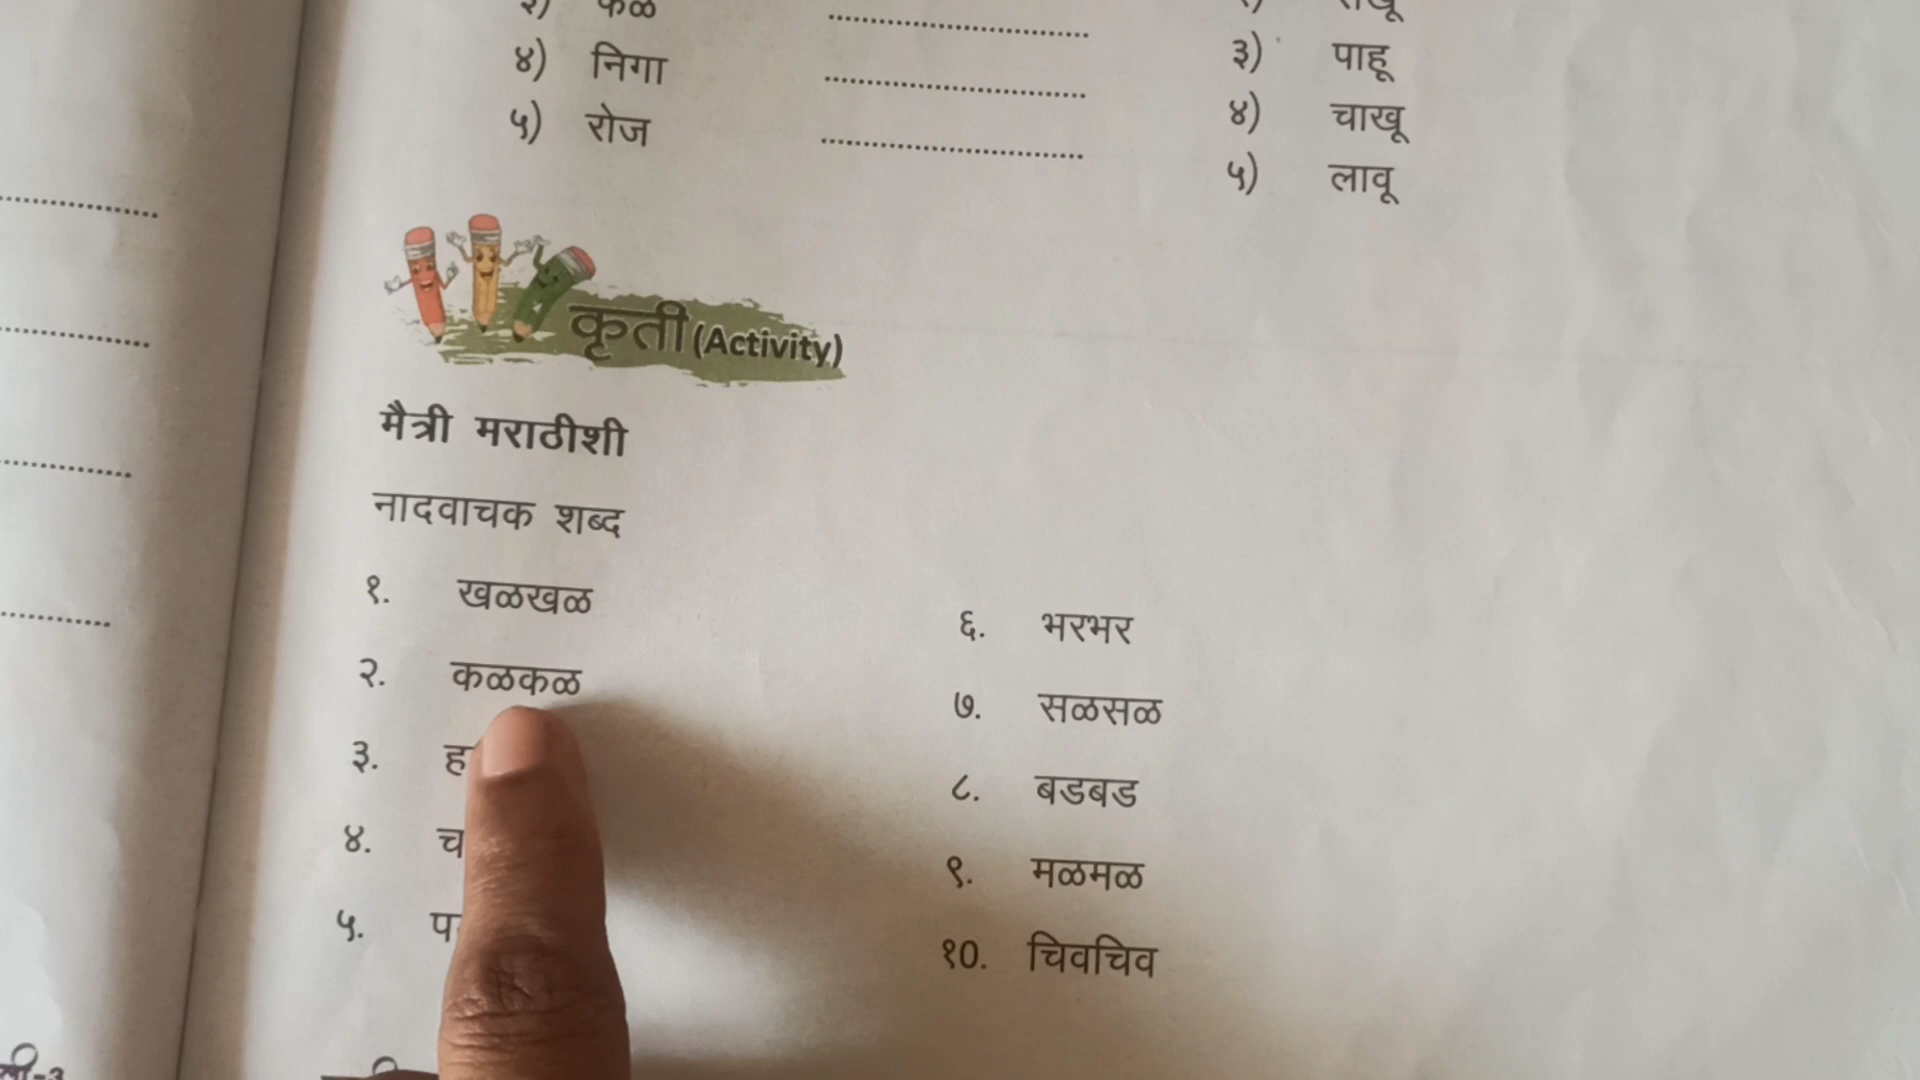 ४) निगा ..............................
५) रोज ..............................
३) पाहू
४) चाखू
५) लावू
कृती (Activity)
मैत्री मराठीशी
नादवाचक शब्द
१. खळखळ
२. कळकळ
३.
४.
५.
६. भरभर
७. सळसळ
८. बडबड
९. मळमळ
१०. चिवचिव